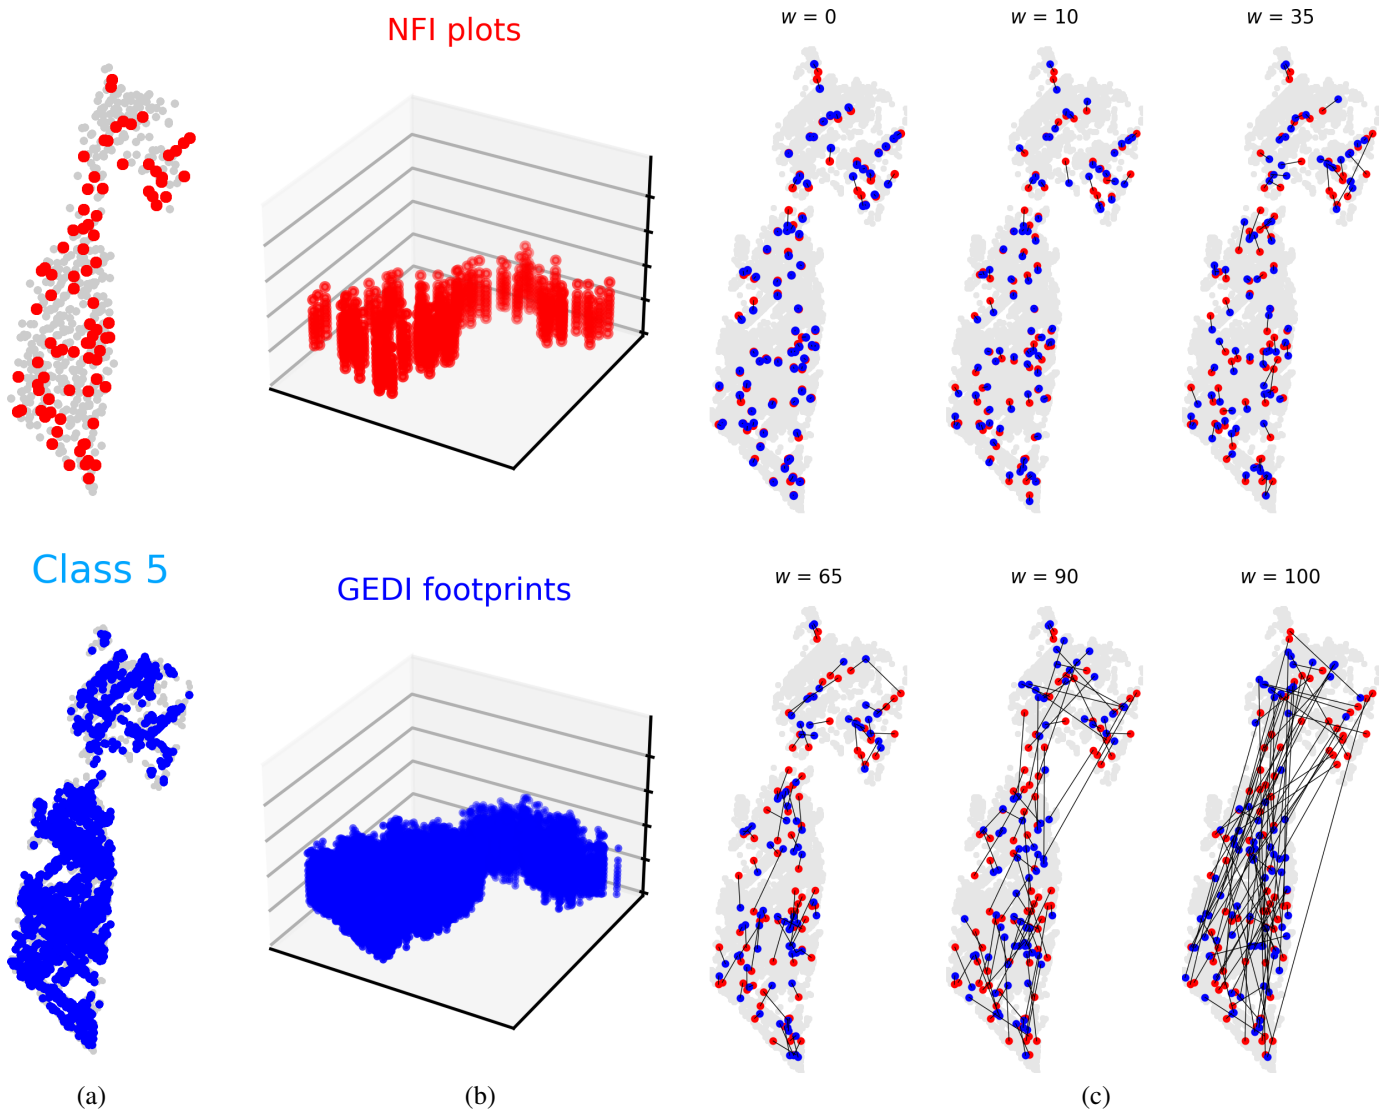 NFI plots
w = 0
w = 10
w = 35
Class 5
GEDI footprints
w = 65
w = 90
w = 100
(a)
(b)
(c)